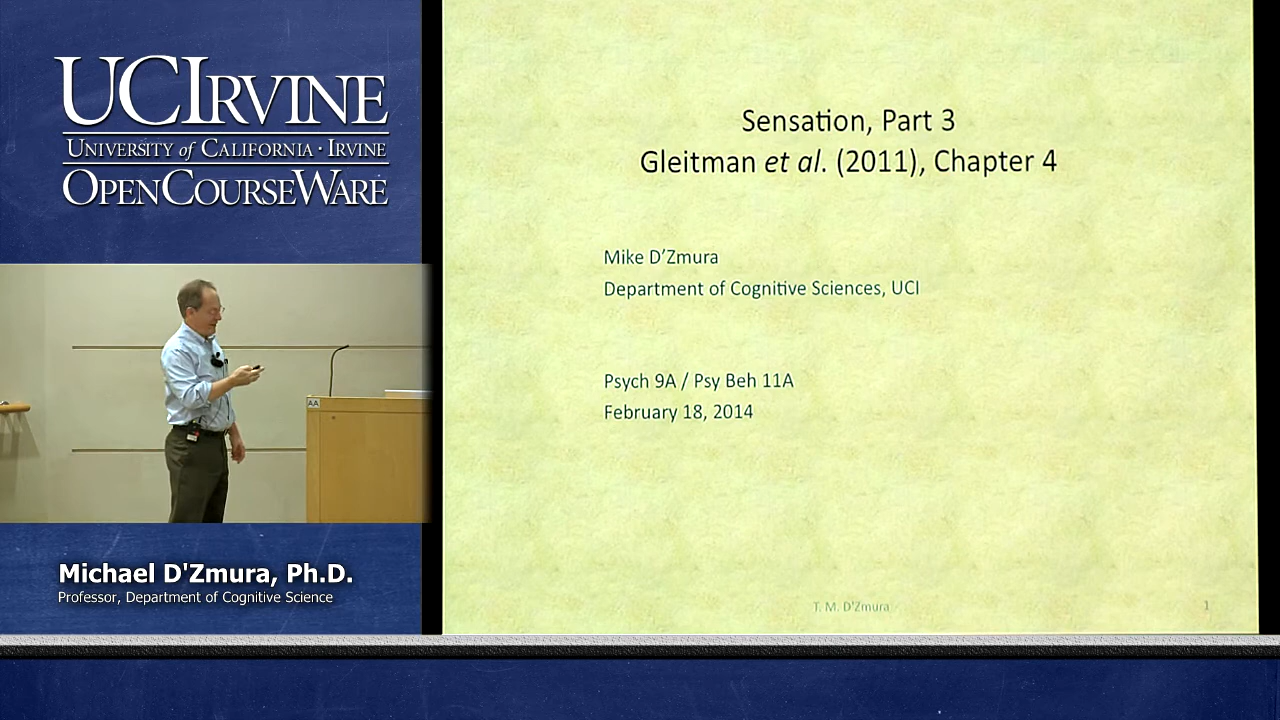 UCIRVINE
UNIVERSITY of CALIFORNIA · IRVINE
OPENCOURSEWARE
AA
Michael D'Zmura, Ph.D.
Professor, Department of Cognitive Science
Sensation, Part 3
Gleitman et al. (2011), Chapter 4
Mike D'Zmura
Department of Cognitive Sciences, UCI
Psych 9A / Psy Beh 11A
February 18, 2014
T. M. D'Zmura
1